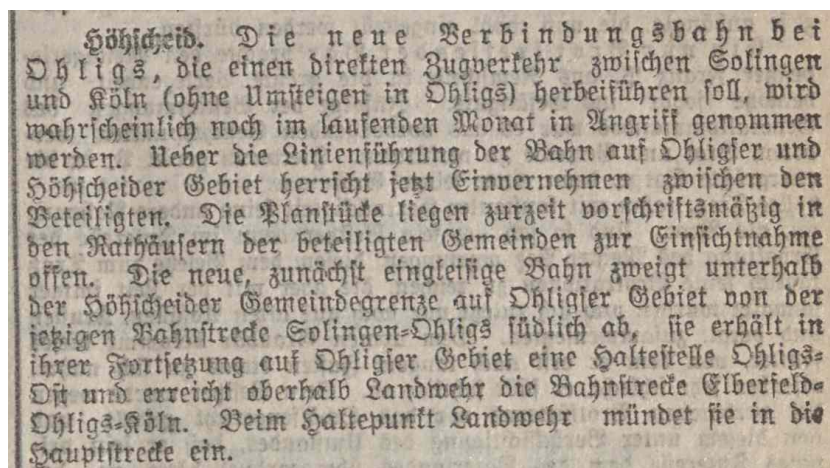 Höhscheid. Die neue Verbindungsbahn bei
Ohligs, die einen direkten Zugverkehr zwischen Solingen
und Köln (ohne Umsteigen in Ohligs) herbeiführen soll, wird
wahrscheinlich noch im laufenden Monat in Angriff genommen
werden. Ueber die Linienführung der Bahn auf Ohligser und
Höhscheider Gebiet herrscht jetzt Einvernehmen zwischen den
Beteiligten. Die Planstücke liegen zurzeit vorschriftsmäßig in
den Rathäusern der beteiligten Gemeinden zur Einsichtnahme
offen. Die neue, zunächst eingleisige Bahn zweigt unterhalb
der Höhscheider Gemeindegrenze auf Ohligser Gebiet von der
jetzigen Bahnstrecke Solingen-Ohligs südlich ab, sie erhält in
ihrer Fortsetzung auf Ohligser Gebiet eine Haltestelle Ohligs-
Ost und erreicht oberhalb Landwehr die Bahnstrecke Elberfeld-
Ohligs-Köln. Beim Haltepunkt Landwehr mündet sie in die
Hauptstrecke ein.